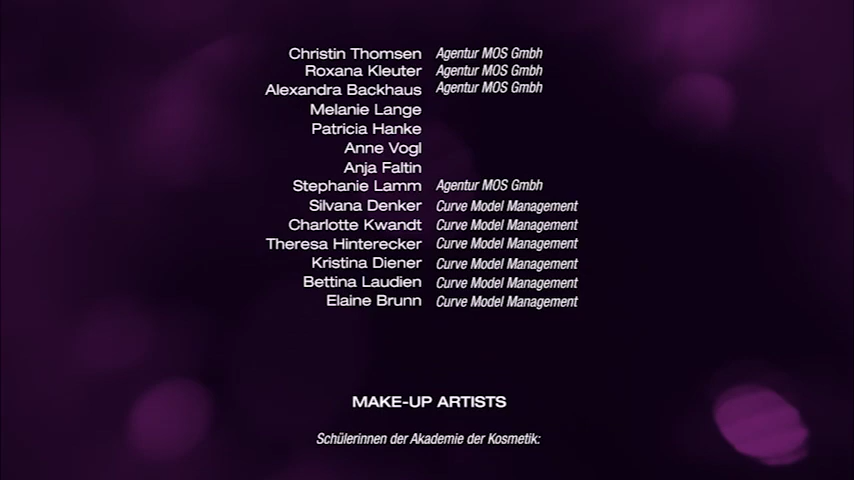 Christin Thomsen Agentur MOS Gmbh
Roxana Kleuter Agentur MOS Gmbh
Alexandra Backhaus Agentur MOS Gmbh
Melanie Lange
Patricia Hanke
Anne Vogl
Anja Faltin
Stephanie Lamm Agentur MOS Gmbh
Silvana Denker Curve Model Management
Charlotte Kwandt Curve Model Management
Theresa Hinterecker Curve Model Management
Kristina Diener Curve Model Management
Bettina Laudien Curve Model Management
Elaine Brunn Curve Model Management
MAKE-UP ARTISTS
Schülerinnen der Akademie der Kosmetik: